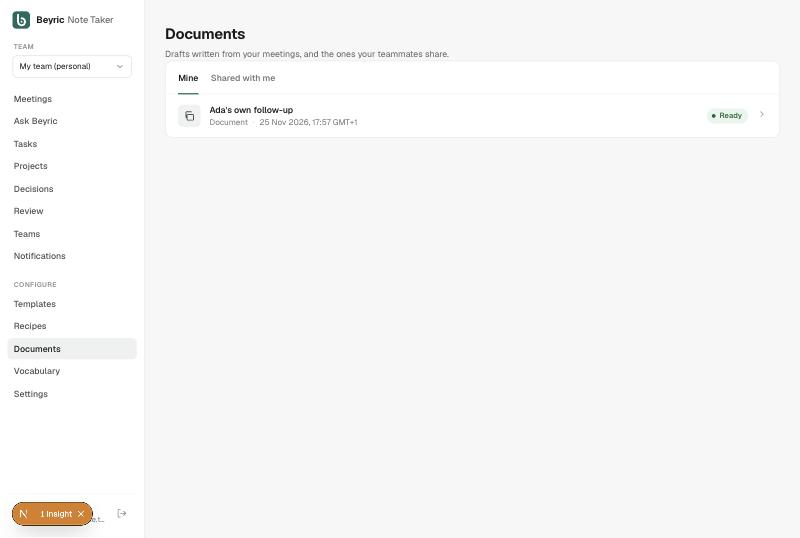 Beyric Note Taker
TEAM
My team (personal)
Meetings
Ask Beyric
Tasks
Projects
Decisions
Review
Teams
Notifications
CONFIGURE
Templates
Recipes
Documents
Vocabulary
Settings
N 1 Insight
Documents
Drafts written from your meetings, and the ones your teammates share.
Mine Shared with me
Ada's own follow-up
Document · 25 Nov 2026, 17:57 GMT+1
Ready